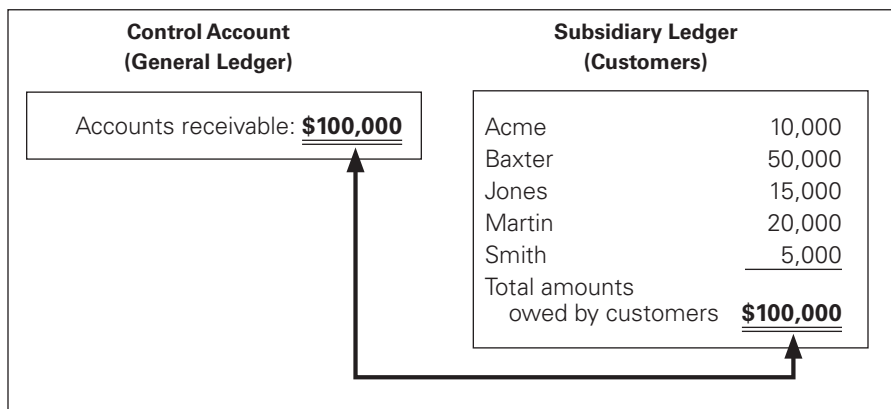 Control Account
(General Ledger)
Accounts receivable: $100,000
Subsidiary Ledger
(Customers)
Acme 10,000
Baxter 50,000
Jones 15,000
Martin 20,000
Smith 5,000
Total amounts
owed by customers $100,000